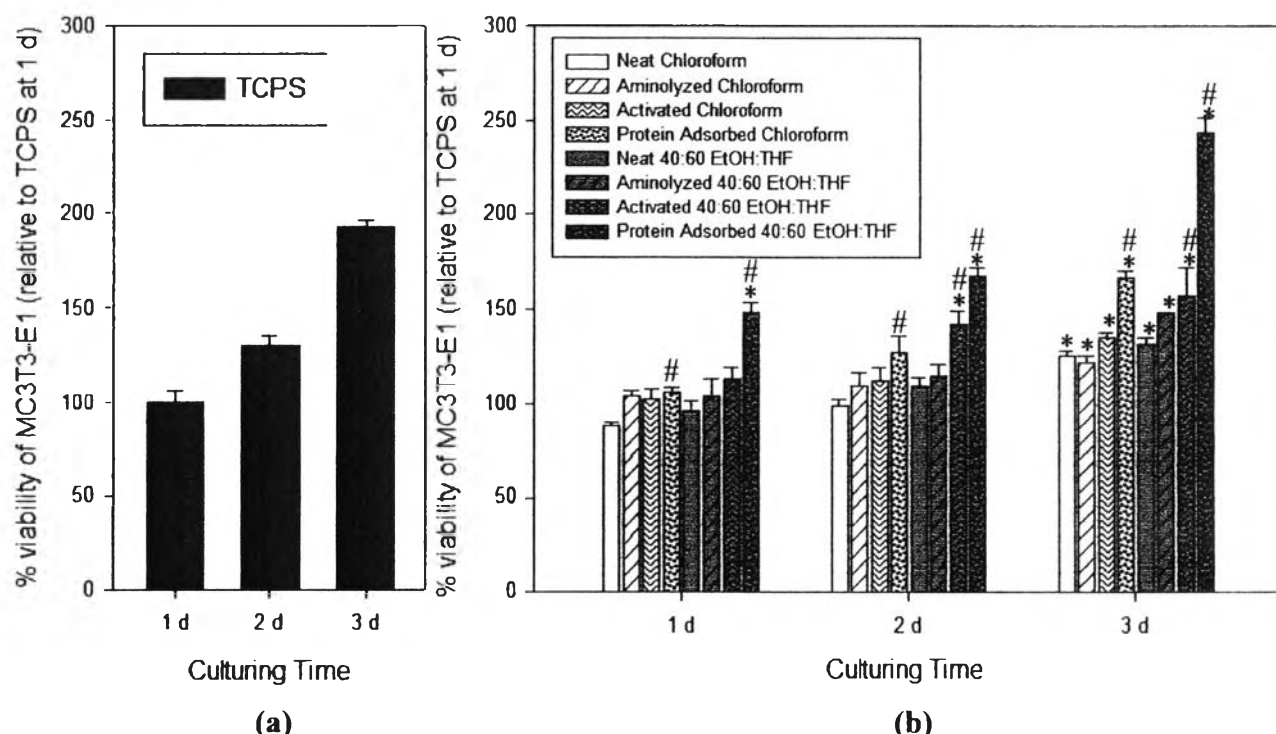 % viability of MC3T3-E1 (relative to TCPS at 1 d)
300
250
200
150
100
50
0
TCPS
1 d 2 d 3 d
Culturing Time
(a)
% viability of MC3T3-E1 (relative to TCPS at 1 d)
300
250
200
150
100
50
0
Neat Chloroform
Aminolyzed Chloroform
Activated Chloroform
Protein Adsorbed Chloroform
Neat 40:60 EtOH:THF
Aminolyzed 40:60 EtOH:THF
Activated 40:60 EtOH:THF
Protein Adsorbed 40:60 EtOH:THF
#
#
*
#
#
*
#
*
*
*
*
#
*
*
*
#
*
#
*
1 d 2 d 3 d
Culturing Time
(b)